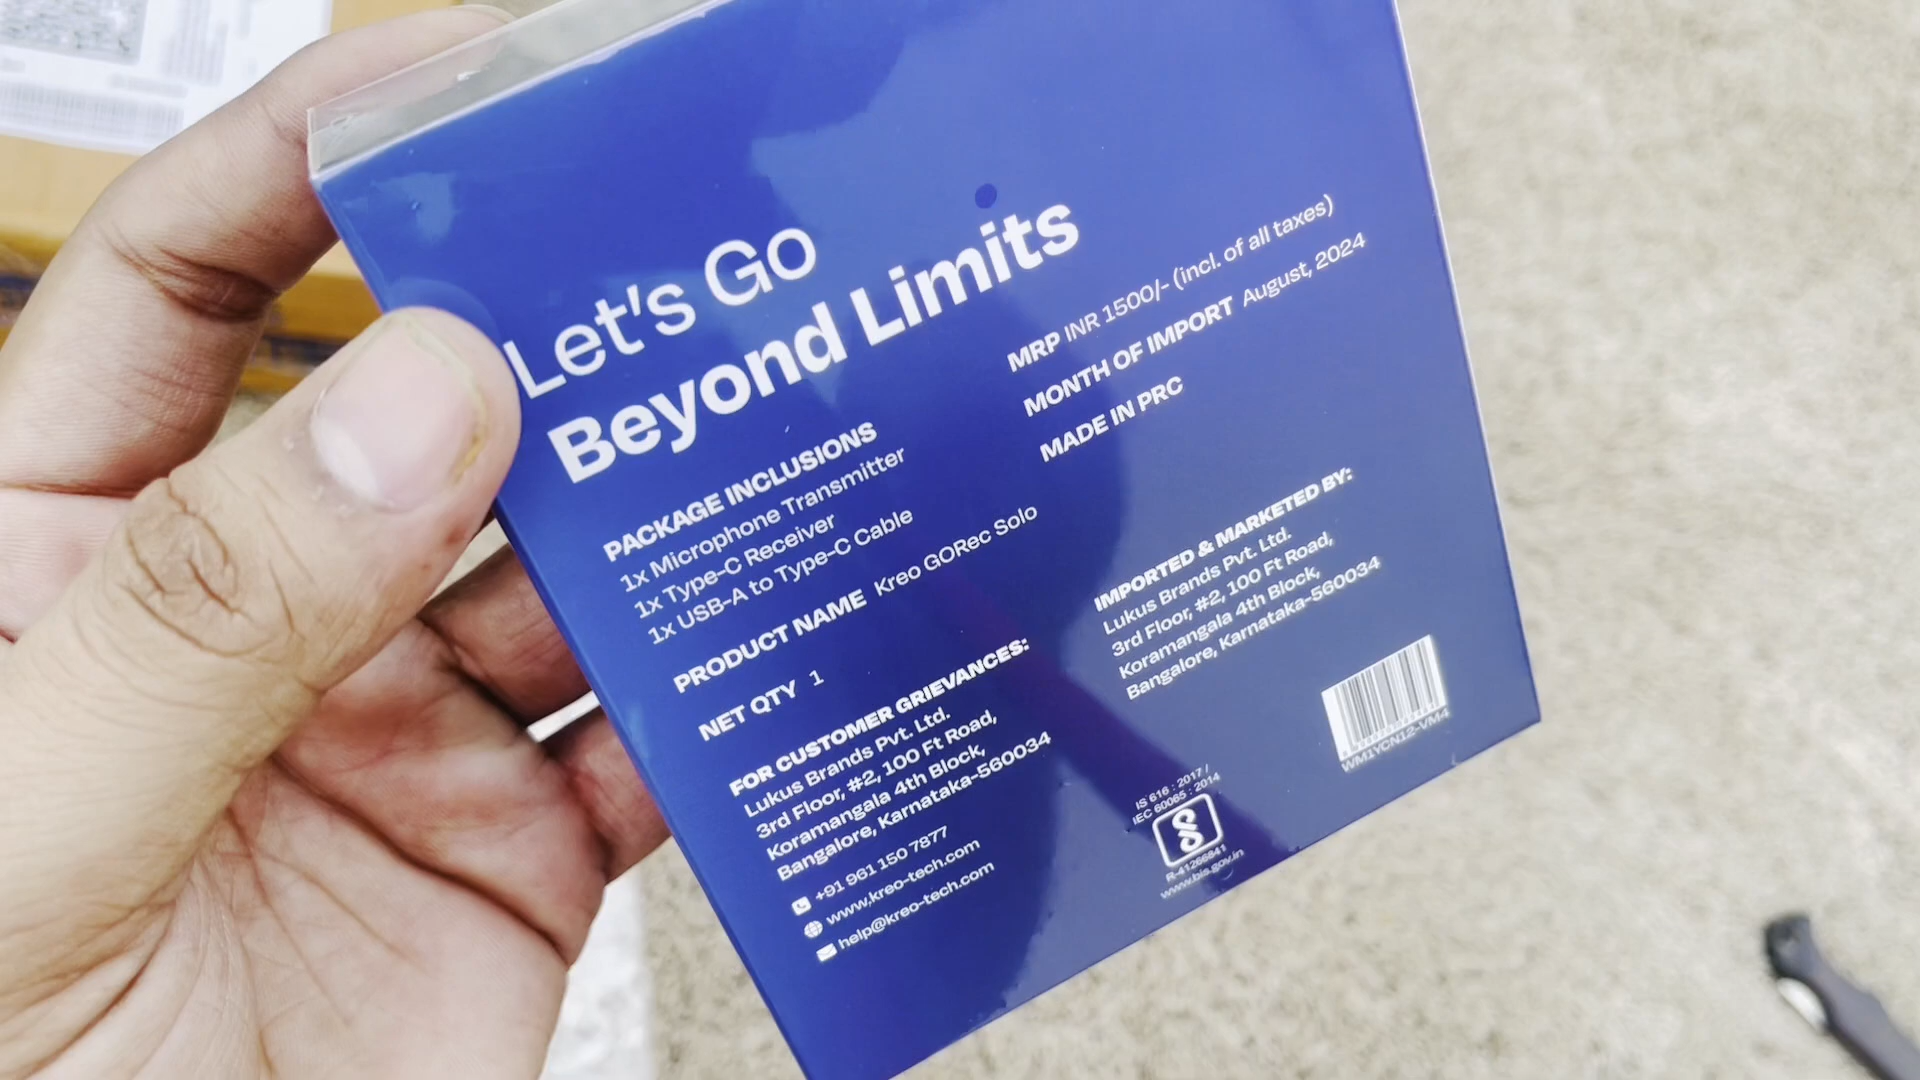 Let's Go
Beyond Limits
PACKAGE INCLUSIONS
1x Microphone Transmitter
1x Type-C Receiver
1x USB-A to Type-C Cable
PRODUCT NAME Kreo GORec Solo
NET QTY 1
FOR CUSTOMER GRIEVANCES:
Lukus Brands Pvt. Ltd.
3rd Floor, #2, 100 Ft Road,
Koramangala 4th Block,
Bangalore, Karnataka-560034
+91 961 150 7877
www.kreo-tech.com
help@kreo-tech.com
MRP INR 1500/- (incl. of all taxes)
MONTH OF IMPORT August, 2024
MADE IN PRC
IMPORTED & MARKETED BY:
Lukus Brands Pvt. Ltd.
3rd Floor, #2, 100 Ft Road,
Koramangala 4th Block,
Bangalore, Karnataka-560034
WM1YCN12-VM4
IS 616 : 2017 /
IEC 60065 : 2014
R-41266841
www.bis.gov.in